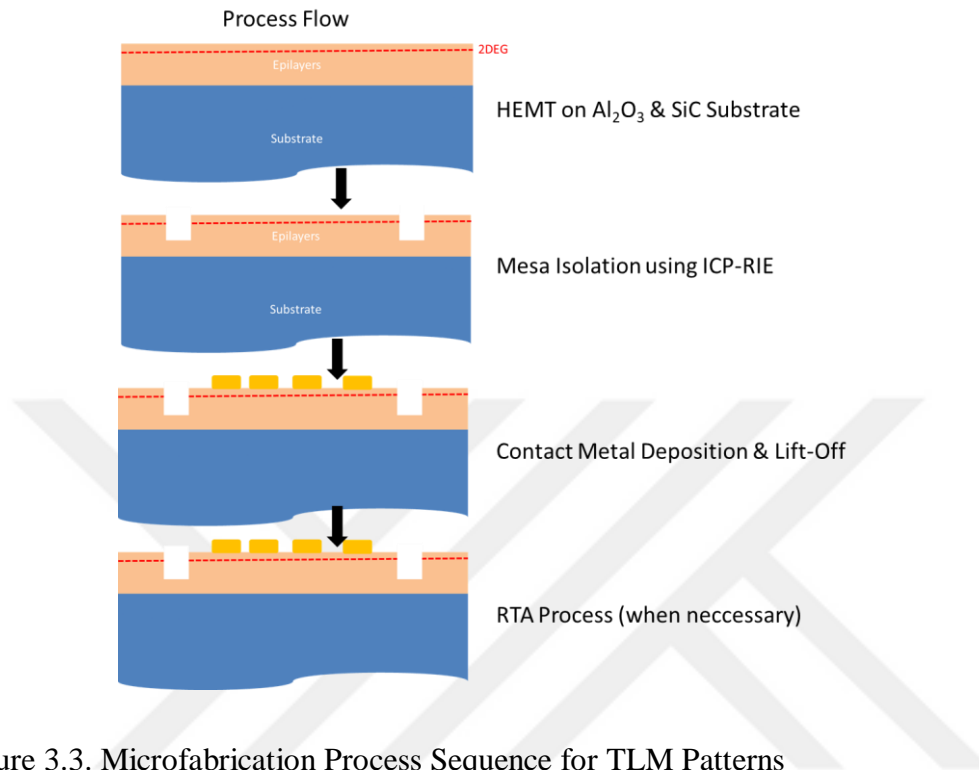 Process Flow
2DEG
Epilayers
HEMT on Al₂O₃ & SiC Substrate
Substrate
Epilayers
Mesa Isolation using ICP-RIE
Substrate
Contact Metal Deposition & Lift-Off
RTA Process (when neccessary)
ure 3.3. Microfabrication Process Sequence for TLM Patterns